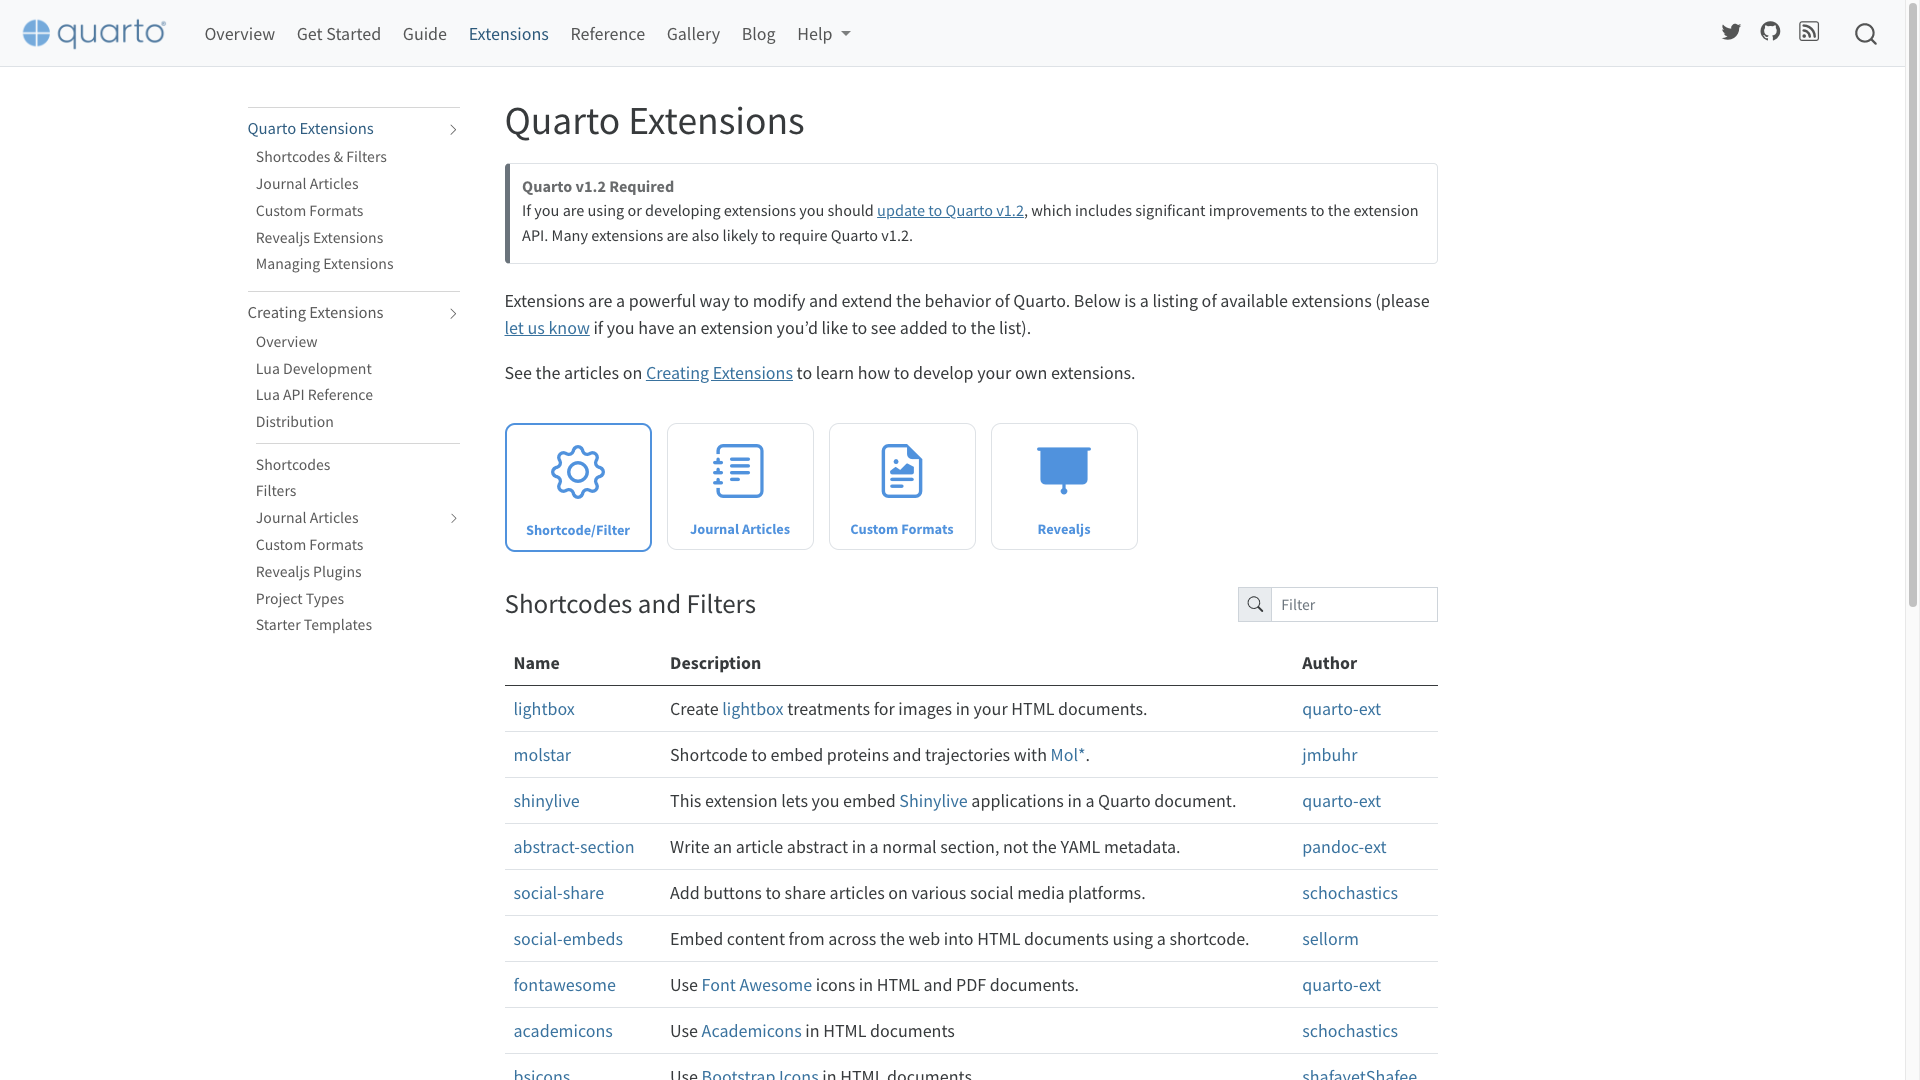 quarto
Overview
Get Started
Guide
Extensions
Reference
Gallery
Blog
Help
Quarto Extensions
Shortcodes & Filters
Journal Articles
Custom Formats
Revealjs Extensions
Managing Extensions
Creating Extensions
Overview
Lua Development
Lua API Reference
Distribution
Shortcodes
Filters
Journal Articles
Custom Formats
Revealjs Plugins
Project Types
Starter Templates
Quarto Extensions
Quarto v1.2 Required
If you are using or developing extensions you should update to Quarto v1.2, which includes significant improvements to the extension
API. Many extensions are also likely to require Quarto v1.2.
Extensions are a powerful way to modify and extend the behavior of Quarto. Below is a listing of available extensions (please
let us know if you have an extension you’d like to see added to the list).
See the articles on Creating Extensions to learn how to develop your own extensions.
Shortcode/Filter
Journal Articles
Custom Formats
Revealjs
Shortcodes and Filters
Filter
Name Description Author
lightbox Create lightbox treatments for images in your HTML documents. quarto-ext
molstar Shortcode to embed proteins and trajectories with Mol*. jmbuhr
shinylive This extension lets you embed Shinylive applications in a Quarto document. quarto-ext
abstract-section Write an article abstract in a normal section, not the YAML metadata. pandoc-ext
social-share Add buttons to share articles on various social media platforms. schochastics
social-embeds Embed content from across the web into HTML documents using a shortcode. sellorm
fontawesome Use Font Awesome icons in HTML and PDF documents. quarto-ext
academicons Use Academicons in HTML documents schochastics
bsicons Use Bootstrap Icons in HTML documents shafayetShafee